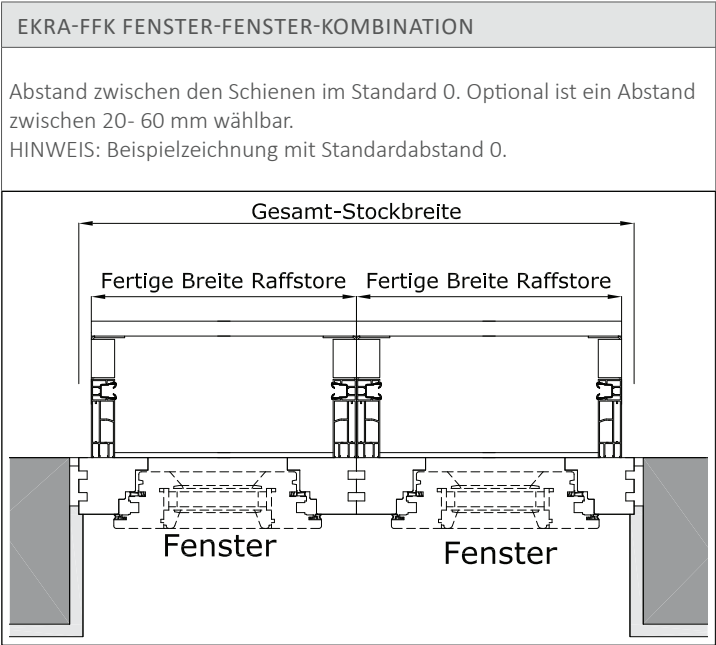 EKRA-FFK FENSTER-FENSTER-KOMBINATION
Abstand zwischen den Schienen im Standard 0. Optional ist ein Abstand
zwischen 20- 60 mm wählbar.
HINWEIS: Beispielzeichnung mit Standardabstand 0.
Gesamt-Stockbreite
Fertige Breite Raffstore Fertige Breite Raffstore
Fenster Fenster